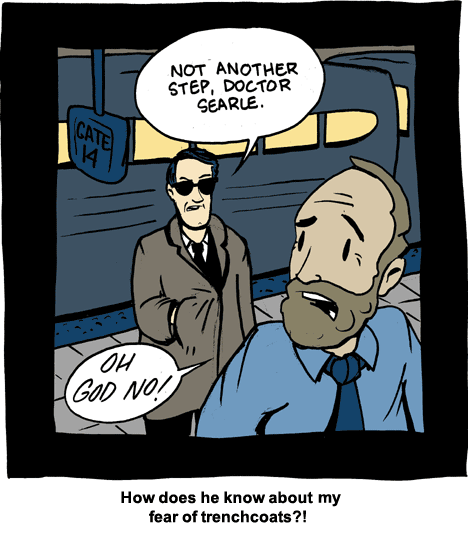 NOT ANOTHER
STEP, DOCTOR
SEARLE.
GATE
14
OH
GOD NO!
How does he know about my
fear of trenchcoats?!